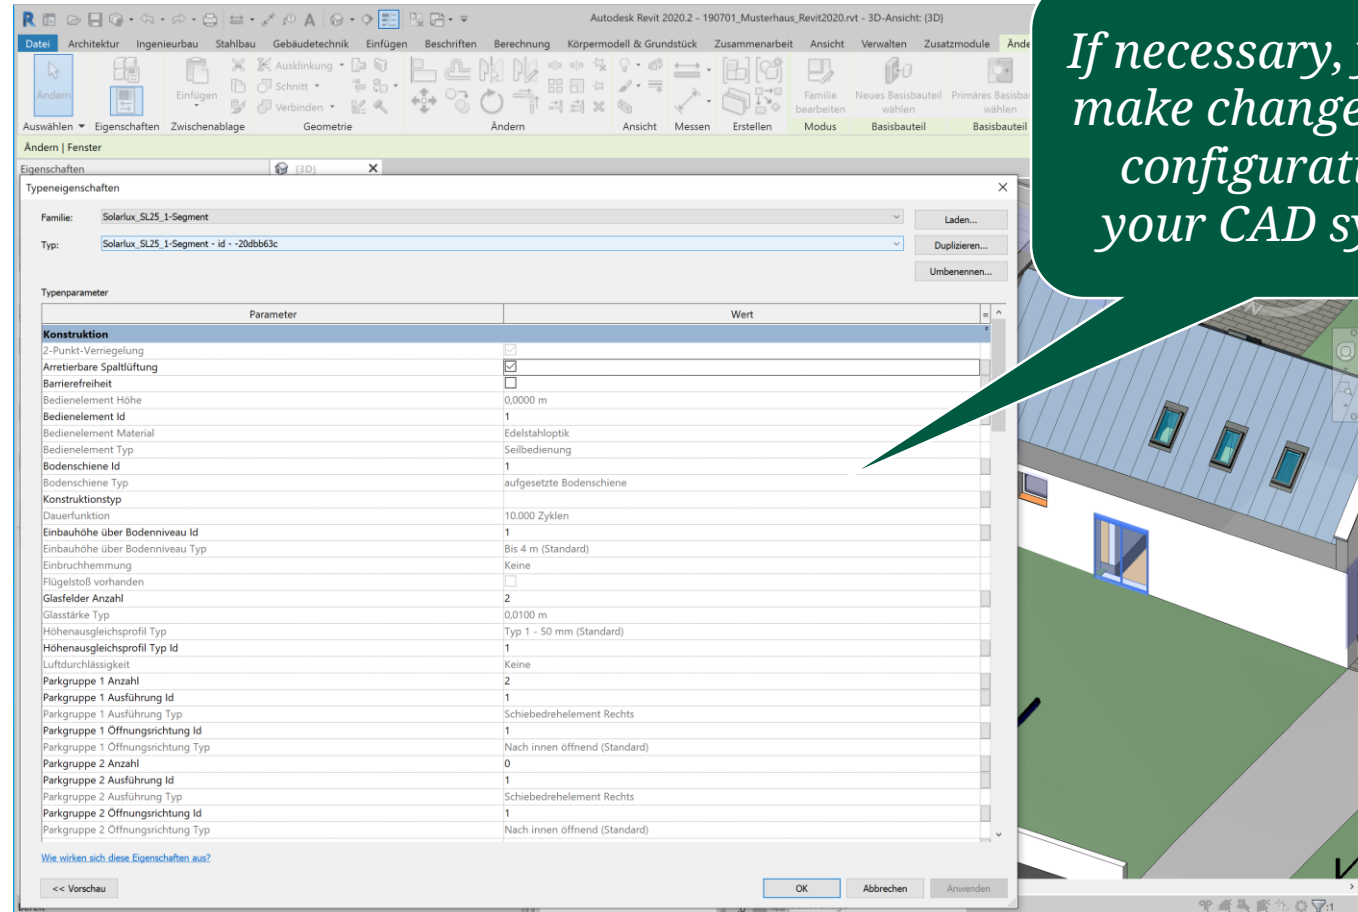 Autodesk Revit 2020.2 - 190701_Musterhaus_Revit2020.rvt - 3D-Ansicht: {3D}
Datei Architektur Ingenieurbau Stahlbau Gebäudetechnik Einfügen Beschriften Berechnung Körpermodell & Grundstück Zusammenarbeit Ansicht Verwalten Zusatzmodule Ände
If necessary,
make change
configurati
your CAD sy
Ausklinkung
Schnitt
Verbinden
Ändern
Einfügen
Familie bearbeiten
Neues Basisbauteil wählen
Primäres Basisba
wählen
Auswählen Eigenschaften Zwischenablage Geometrie Ändern Ansicht Messen Erstellen Modus Basisbauteil Basisbauteil
Ändern | Fenster
Eigenschaften
{3D}
Typeneigenschaften
Familie: Solarlux_SL25_1-Segment Laden...
Typ: Solarlux_SL25_1-Segment - id - -20dbb63c Duplizieren...
Umbenennen...
Typenparameter
Parameter Wert =
Konstruktion
2-Punkt-Verriegelung
Arretierbare Spaltlüftung
Barrierefreiheit
Bedienelement Höhe 0,0000 m
Bedienelement Id 1
Bedienelement Material Edelstahloptik
Bedienelement Typ Seilbedienung
Bodenschiene Id 1
Bodenschiene Typ aufgesetzte Bodenschiene
Konstruktionstyp
Dauerfunktion 10.000 Zyklen
Einbauhöhe über Bodenniveau Id 1
Einbauhöhe über Bodenniveau Typ Bis 4 m (Standard)
Einbruchhemmung Keine
Flügelstoß vorhanden
Glasfelder Anzahl 2
Glasstärke Typ 0,0100 m
Höhenausgleichsprofil Typ Typ 1 - 50 mm (Standard)
Höhenausgleichsprofil Typ Id 1
Luftdurchlässigkeit Keine
Parkgruppe 1 Anzahl 2
Parkgruppe 1 Ausführung Id 1
Parkgruppe 1 Ausführung Typ Schiebedrehelement Rechts
Parkgruppe 1 Öffnungsrichtung Id 1
Parkgruppe 1 Öffnungsrichtung Typ Nach innen öffnend (Standard)
Parkgruppe 2 Anzahl 0
Parkgruppe 2 Ausführung Id 1
Parkgruppe 2 Ausführung Typ Schiebedrehelement Rechts
Parkgruppe 2 Öffnungsrichtung Id 1
Parkgruppe 2 Öffnungsrichtung Typ Nach innen öffnend (Standard)
Wie wirken sich diese Eigenschaften aus?
<< Vorschau OK Abbrechen Anwenden
:1